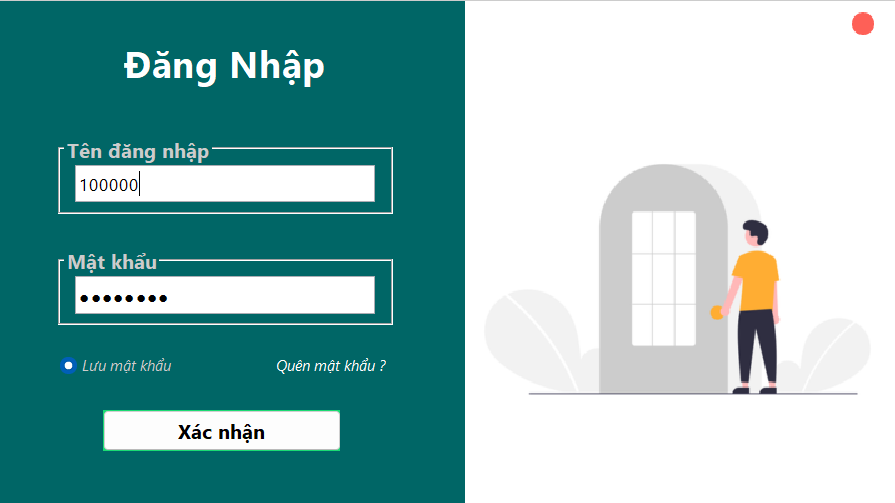 Đăng Nhập
Tên đăng nhập
100000
Mật khẩu
●●●●●●●●
Lưu mật khẩu
Quên mật khẩu ?
Xác nhận